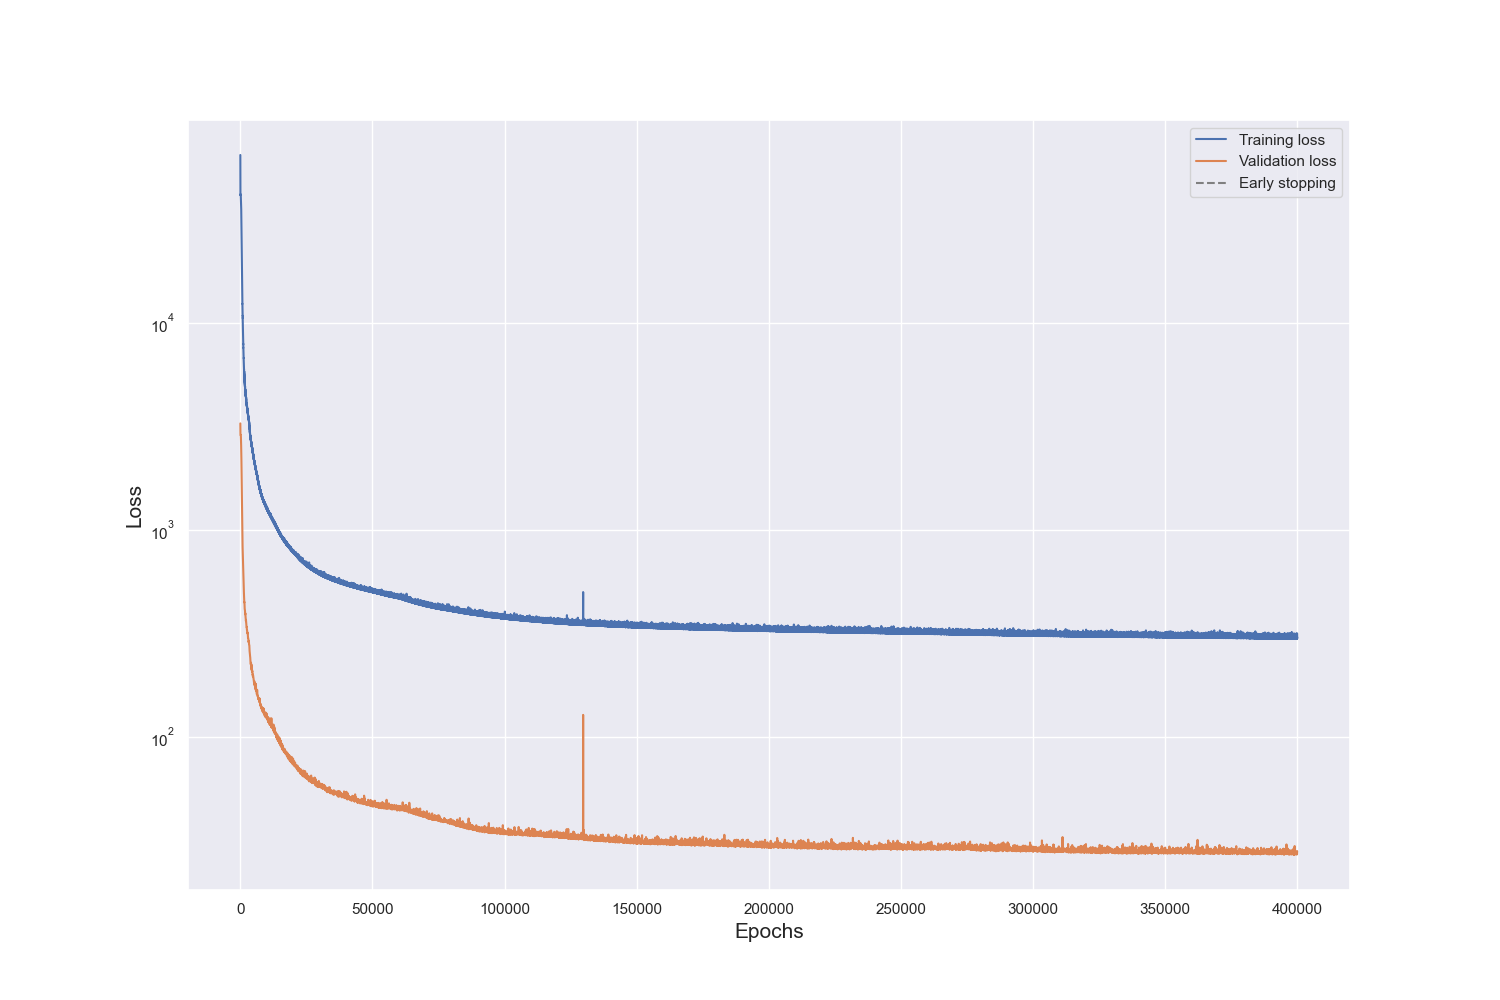 Training loss
Validation loss
Early stopping
10^4
10^3
10^2
Loss
0 50000 100000 150000 200000 250000 300000 350000 400000
Epochs